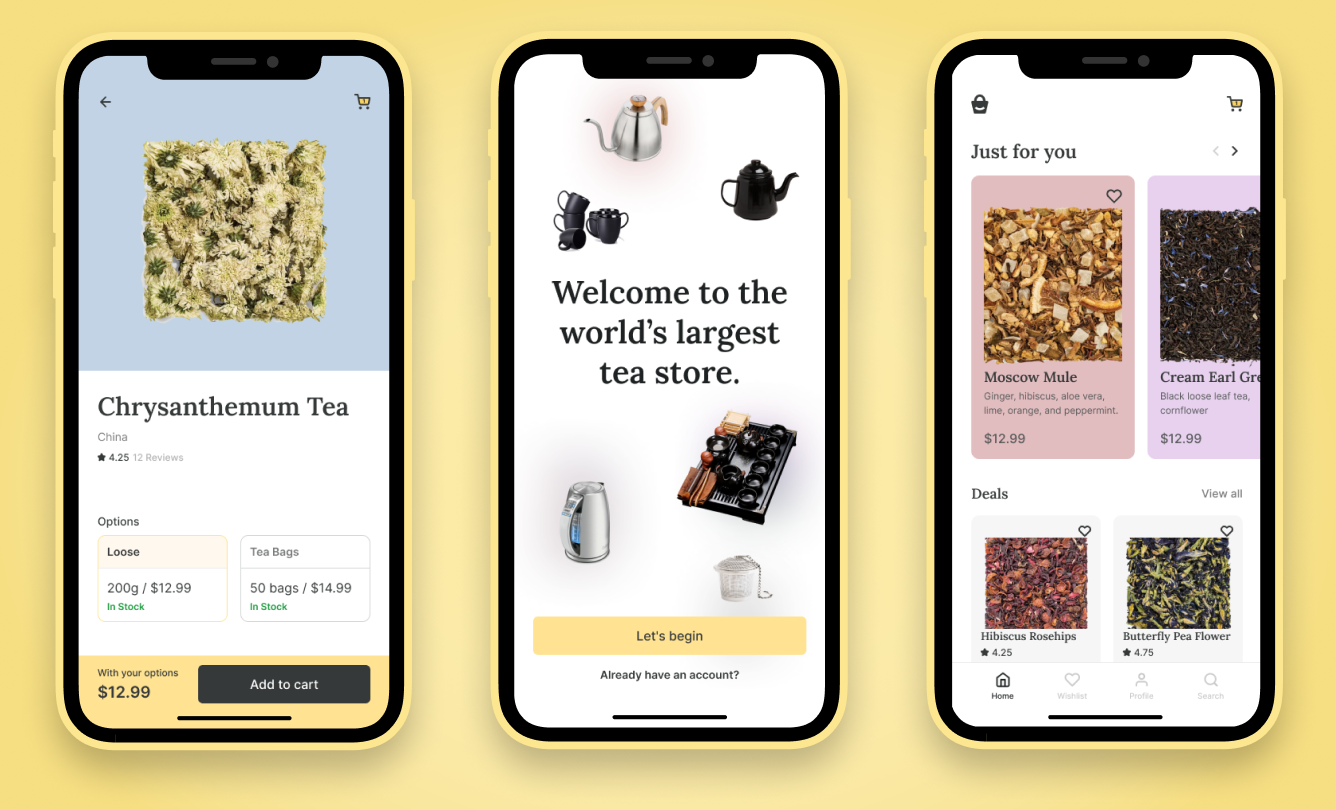 Chrysanthemum Tea
China
4.25 12 Reviews
Options
Loose
200g / $12.99
In Stock
Tea Bags
50 bags / $14.99
In Stock
With your options
$12.99
Add to cart
Welcome to the
world’s largest
tea store.
Let's begin
Already have an account?
Just for you
Moscow Mule
Ginger, hibiscus, aloe vera,
lime, orange, and peppermint.
$12.99
Cream Earl Gre
Black loose leaf tea,
cornflower
$12.99
Deals
View all
Hibiscus Rosehips
4.25
Butterfly Pea Flower
4.75
Home
Wishlist
Profile
Search